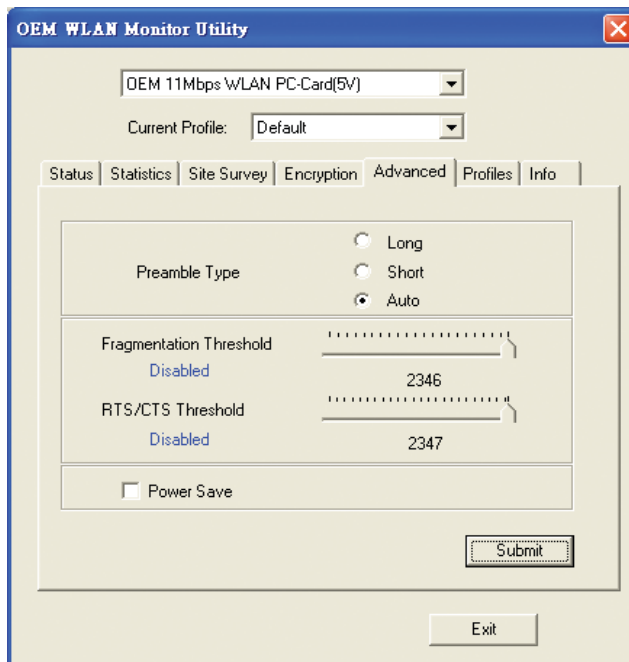 OEM WLAN Monitor Utility
OEM 11Mbps WLAN PC-Card(5V)
Current Profile: Default
Status Statistics Site Survey Encryption Advanced Profiles Info
Preamble Type
Long
Short
Auto
Fragmentation Threshold
Disabled
2346
RTS/CTS Threshold
Disabled
2347
Power Save
Submit
Exit